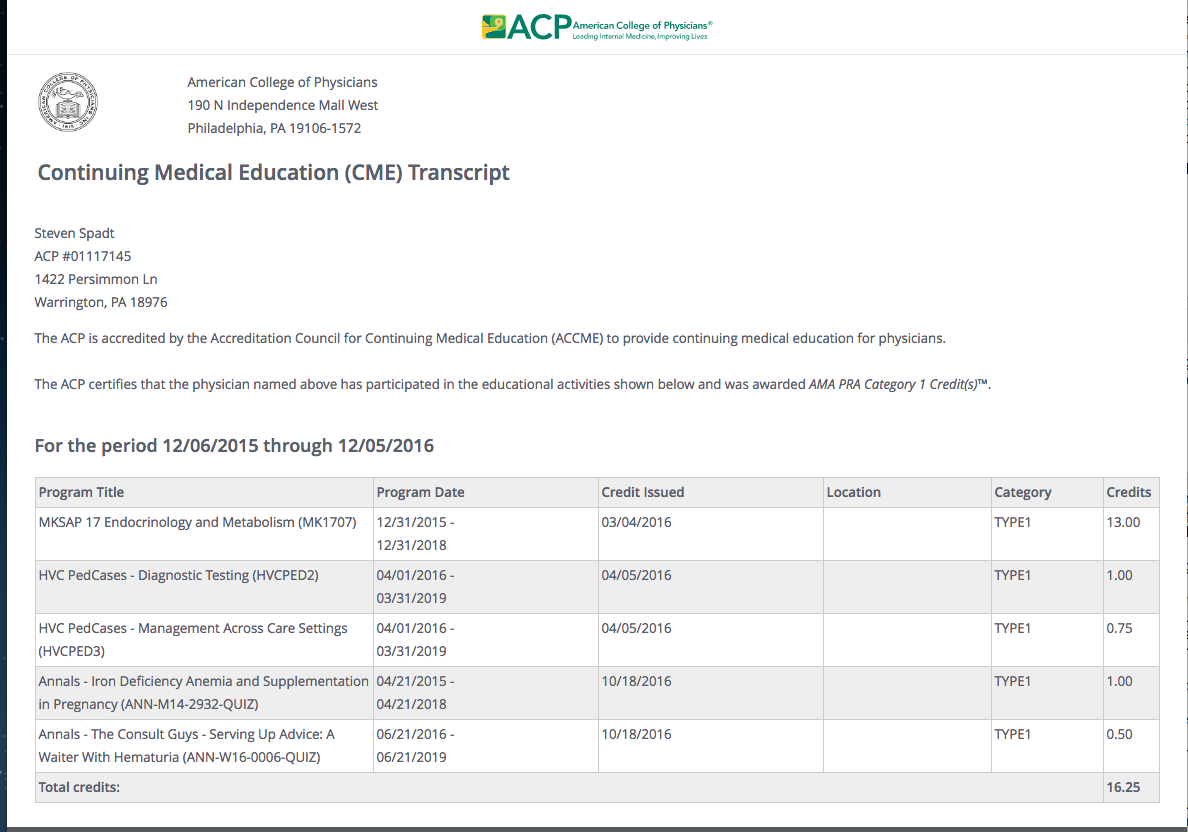 ACP American College of Physicians®
Leading Internal Medicine, Improving Lives
American College of Physicians
190 N Independence Mall West
Philadelphia, PA 19106-1572
AMERICAN COLLEGE OF PHYSICIANS INC.
1915
Continuing Medical Education (CME) Transcript
Steven Spadt
ACP #01117145
1422 Persimmon Ln
Warrington, PA 18976
The ACP is accredited by the Accreditation Council for Continuing Medical Education (ACCME) to provide continuing medical education for physicians.
The ACP certifies that the physician named above has participated in the educational activities shown below and was awarded AMA PRA Category 1 Credit(s)™.
For the period 12/06/2015 through 12/05/2016
Program Title Program Date Credit Issued Location Category Credits
MKSAP 17 Endocrinology and Metabolism (MK1707) 12/31/2015 - 03/04/2016 TYPE1 13.00
12/31/2018
HVC PedCases - Diagnostic Testing (HVCPED2) 04/01/2016 - 04/05/2016 TYPE1 1.00
03/31/2019
HVC PedCases - Management Across Care Settings 04/01/2016 - 04/05/2016 TYPE1 0.75
(HVCPED3) 03/31/2019
Annals - Iron Deficiency Anemia and Supplementation 04/21/2015 - 10/18/2016 TYPE1 1.00
in Pregnancy (ANN-M14-2932-QUIZ) 04/21/2018
Annals - The Consult Guys - Serving Up Advice: A 06/21/2016 - 10/18/2016 TYPE1 0.50
Waiter With Hematuria (ANN-W16-0006-QUIZ) 06/21/2019
Total credits: 16.25